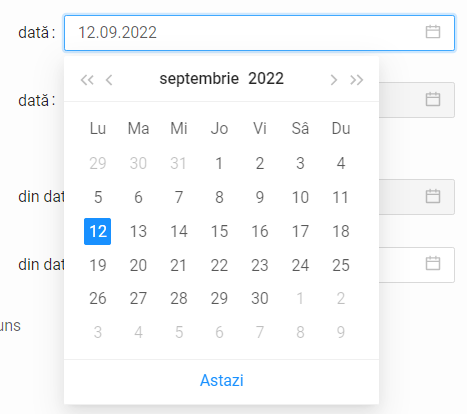 dată : 12.09.2022
septembrie 2022
dată :
Lu Ma Mi Jo Vi Sâ Du
29 30 31 1 2 3 4
5 6 7 8 9 10 11
din dat
12 13 14 15 16 17 18
19 20 21 22 23 24 25
din dat
26 27 28 29 30 1 2
uns
3 4 5 6 7 8 9
Astazi